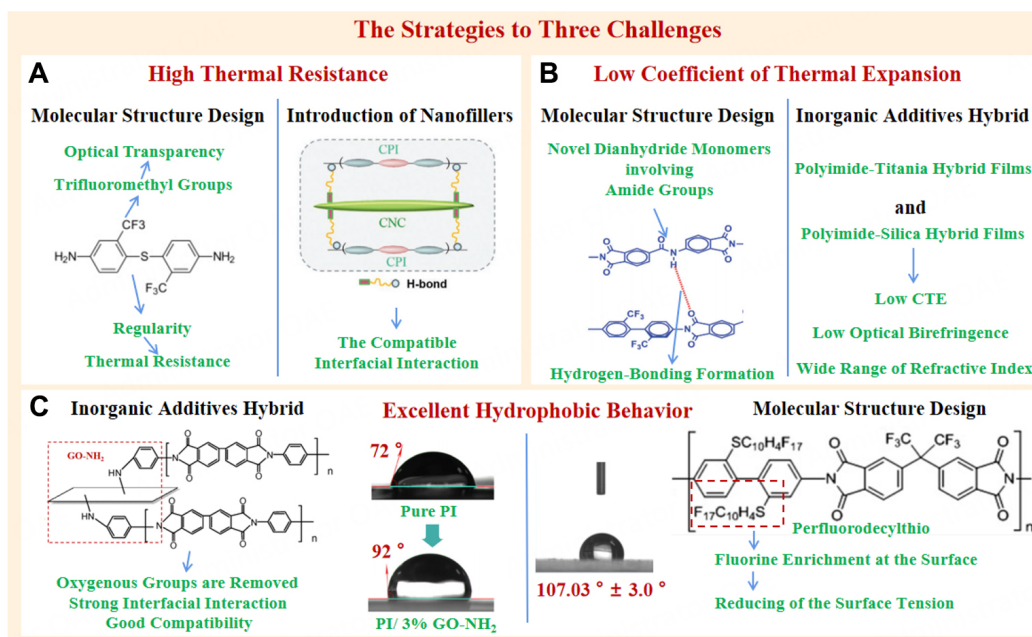 The Strategies to Three Challenges
A
High Thermal Resistance
Molecular Structure Design
Optical Transparency
Trifluoromethyl Groups
CF3
H₂N
S
NH₂
F₃C
Regularity
Thermal Resistance
Introduction of Nanofillers
CPI
CNC
CPI
H-bond
The Compatible
Interfacial Interaction
B
Low Coefficient of Thermal Expansion
Molecular Structure Design
Novel Dianhydride Monomers
involving
Amide Groups
O
O
O
N
N
H
N
O
O
CF₃
O
N
F₃C
O
Hydrogen-Bonding Formation
Inorganic Additives Hybrid
Polyimide-Titania Hybrid Films
and
Polyimide-Silica Hybrid Films
Low CTE
Low Optical Birefringence
Wide Range of Refractive Index
C
Inorganic Additives Hybrid
GO-NH₂
O
O
N
N
n
O
O
HN
HN
O
O
N
N
n
O
O
Oxygenous Groups are Removed
Strong Interfacial Interaction
Good Compatibility
Excellent Hydrophobic Behavior
72 °
Pure PI
92 °
PI/ 3% GO-NH₂
107.03 ° ± 3.0 °
Molecular Structure Design
SC₁₀H₄F₁₇
F₃C
CF₃
O
O
N
N
n
O
O
F₁₇C₁₀H₄S
Perfluorodecylthio
Fluorine Enrichment at the Surface
Reducing of the Surface Tension